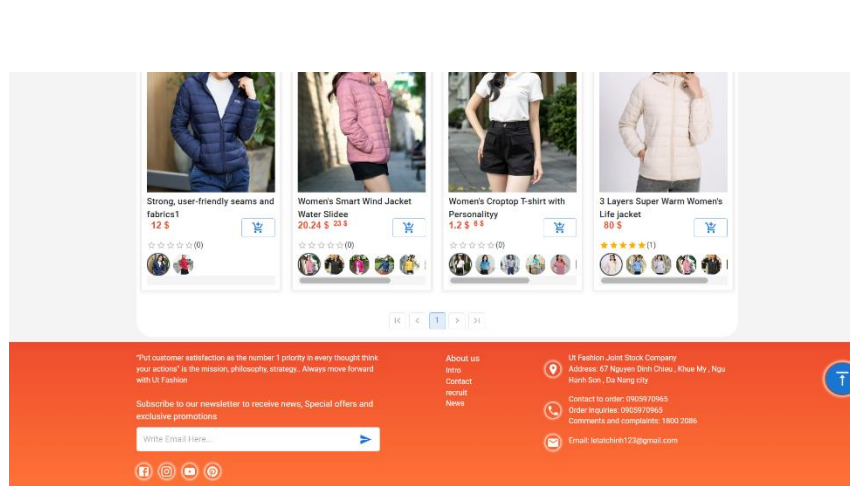 Strong, user-friendly seams and
fabrics1
12 $
(0)
Women's Smart Wind Jacket
Water Slidee
20.24 $ 23 $
(0)
Women's Croptop T-shirt with
Personalityy
1.2 $ 6 $
(0)
3 Layers Super Warm Women's
Life jacket
80 $
(1)
1
"Put customer satisfaction as the number 1 priority in every thought think
your actions" is the mission, philosophy, strategy.. Always move forward
with Ut Fashion
Subscribe to our newsletter to receive news, Special offers and
exclusive promotions
Write Email Here...
About us
Intro
Contact
recruit
News
Ut Fashion Joint Stock Company
Address: 67 Nguyen Dinh Chieu , Khue My , Ngu
Hanh Son , Da Nang city
Contact to order: 0905970965
Order Inquiries: 0905970965
Comments and complaints: 1800 2086
Email: letatchinh123@gmail.com